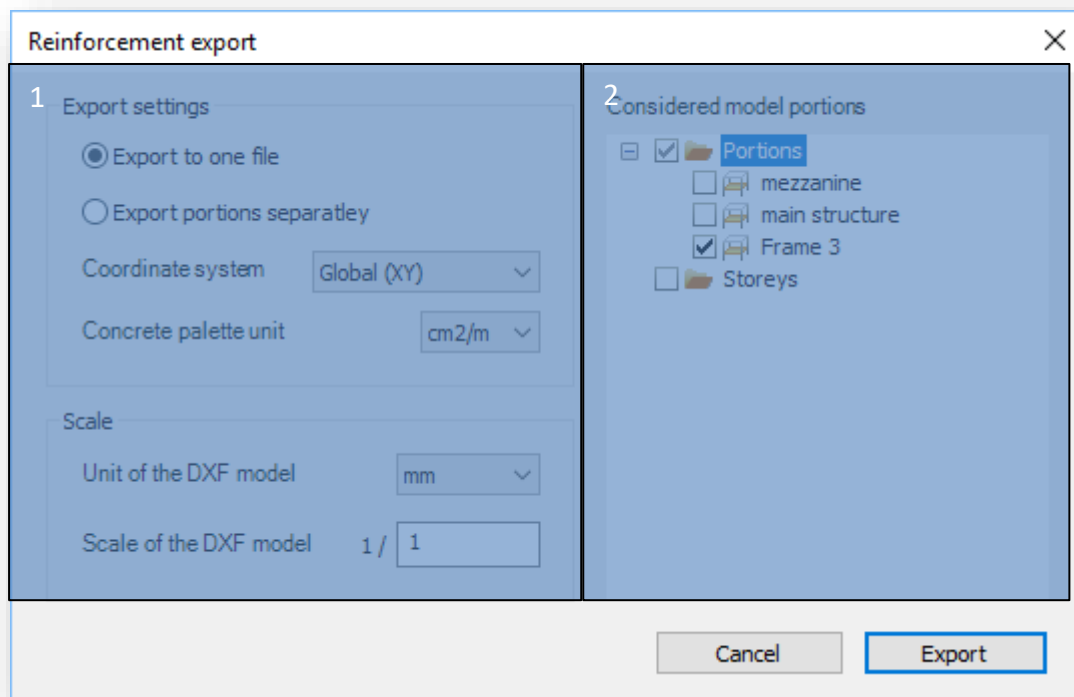 Reinforcement export
1
Export settings
Export to one file
Export portions separatley
Coordinate system Global (XY)
Concrete palette unit cm2/m
Scale
Unit of the DXF model mm
Scale of the DXF model 1 / 1
2
Considered model portions
Portions
mezzanine
main structure
Frame 3
Storeys
Cancel Export